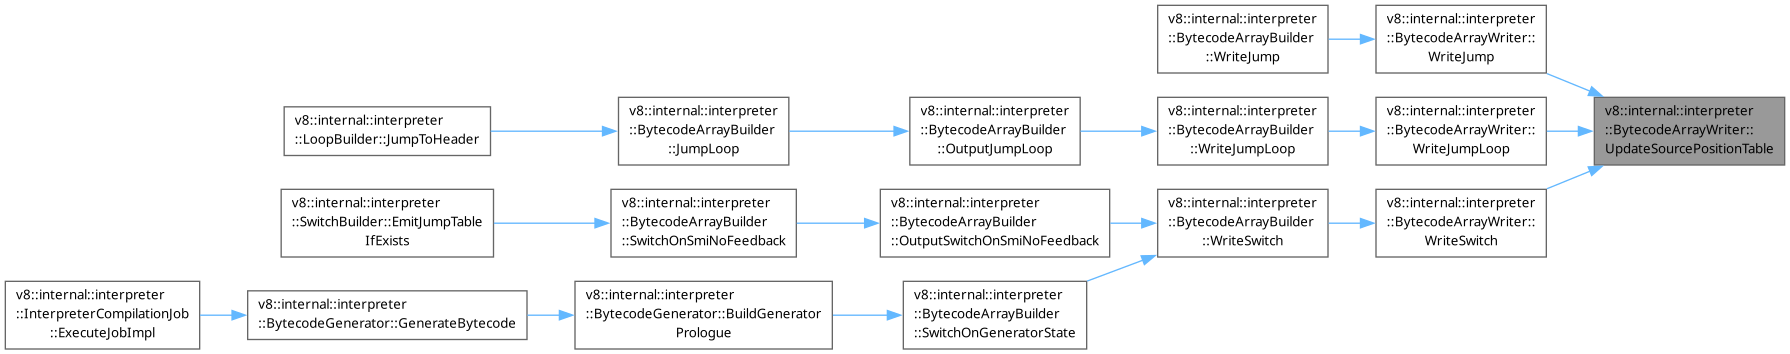 v8::internal::interpreter
::BytecodeArrayBuilder
::WriteJump
v8::internal::interpreter
::BytecodeArrayWriter::
WriteJump
v8::internal::interpreter
::LoopBuilder::JumpToHeader
v8::internal::interpreter
::BytecodeArrayBuilder
::JumpLoop
v8::internal::interpreter
::BytecodeArrayBuilder
::OutputJumpLoop
v8::internal::interpreter
::BytecodeArrayBuilder
::WriteJumpLoop
v8::internal::interpreter
::BytecodeArrayWriter::
WriteJumpLoop
v8::internal::interpreter
::BytecodeArrayWriter::
UpdateSourcePositionTable
v8::internal::interpreter
::SwitchBuilder::EmitJumpTable
IfExists
v8::internal::interpreter
::BytecodeArrayBuilder
::SwitchOnSmiNoFeedback
v8::internal::interpreter
::BytecodeArrayBuilder
::OutputSwitchOnSmiNoFeedback
v8::internal::interpreter
::BytecodeArrayBuilder
::WriteSwitch
v8::internal::interpreter
::BytecodeArrayWriter::
WriteSwitch
v8::internal::interpreter
::InterpreterCompilationJob
::ExecuteJobImpl
v8::internal::interpreter
::BytecodeGenerator::GenerateBytecode
v8::internal::interpreter
::BytecodeGenerator::BuildGenerator
Prologue
v8::internal::interpreter
::BytecodeArrayBuilder
::SwitchOnGeneratorState